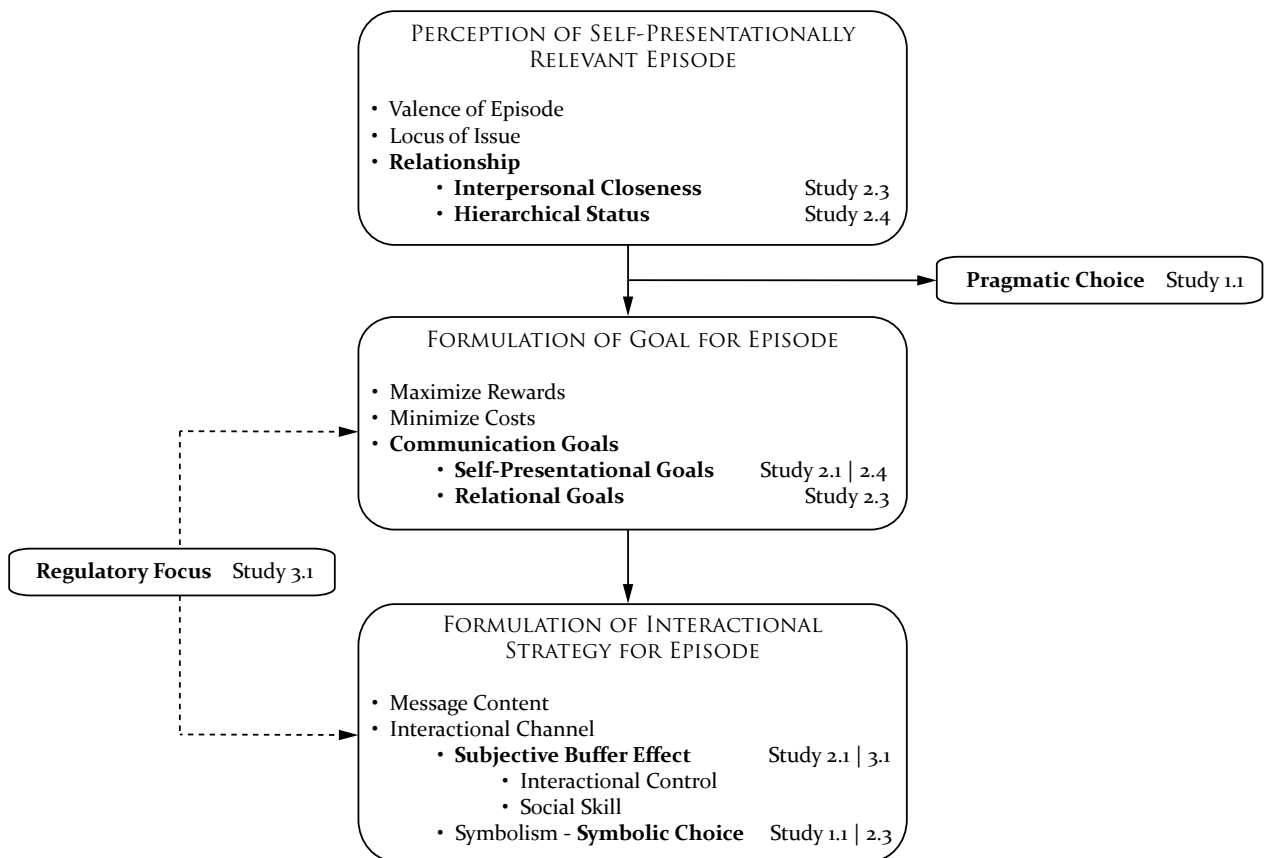 PERCEPTION OF SELF-PRESENTATIONALLY
RELEVANT EPISODE
• Valence of Episode
• Locus of Issue
• Relationship
• Interpersonal Closeness Study 2.3
• Hierarchical Status Study 2.4
Pragmatic Choice Study 1.1
FORMULATION OF GOAL FOR EPISODE
• Maximize Rewards
• Minimize Costs
• Communication Goals
• Self-Presentational Goals Study 2.1 | 2.4
• Relational Goals Study 2.3
Regulatory Focus Study 3.1
FORMULATION OF INTERACTIONAL
STRATEGY FOR EPISODE
• Message Content
• Interactional Channel
• Subjective Buffer Effect Study 2.1 | 3.1
• Interactional Control
• Social Skill
• Symbolism - Symbolic Choice Study 1.1 | 2.3